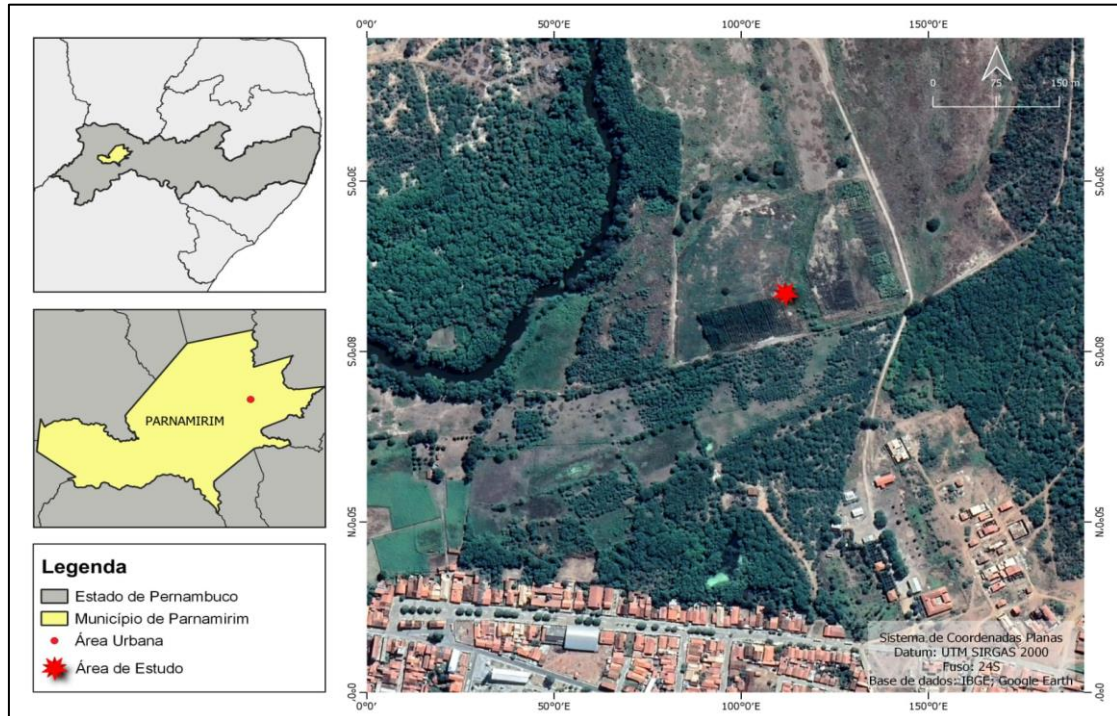 0°0'°
50°0'°E
100°0'°E
150°0'°E
0
75
150 m
30°0'S
30°0'S
80°0'S
80°0'S
PARNAMIRIM
50°0'N
50°0'N
Legenda
Estado de Pernambuco
Município de Parnamirim
Área Urbana
Área de Estudo
Sistema de Coordenadas Planas
Datum: UTM SIRGAS 2000
Fuso: 24S
Base de dados: IBGE; Google Earth
0°0'°
0°0'°
0°0'°
50°0'°E
100°0'°E
150°0'°E